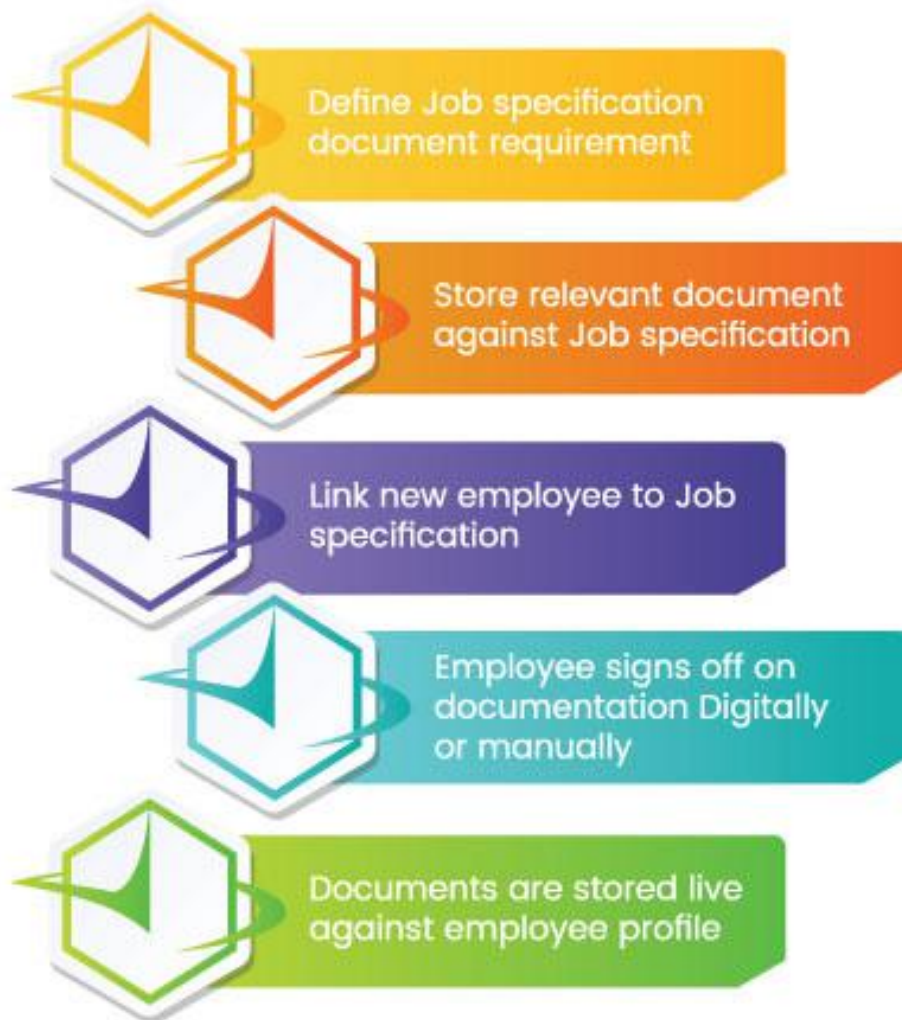 Define Job specification
document requirement
Store relevant document
against Job specification
Link new employee to Job
specification
Employee signs off on
documentation Digitally
or manually
Documents are stored live
against employee profile